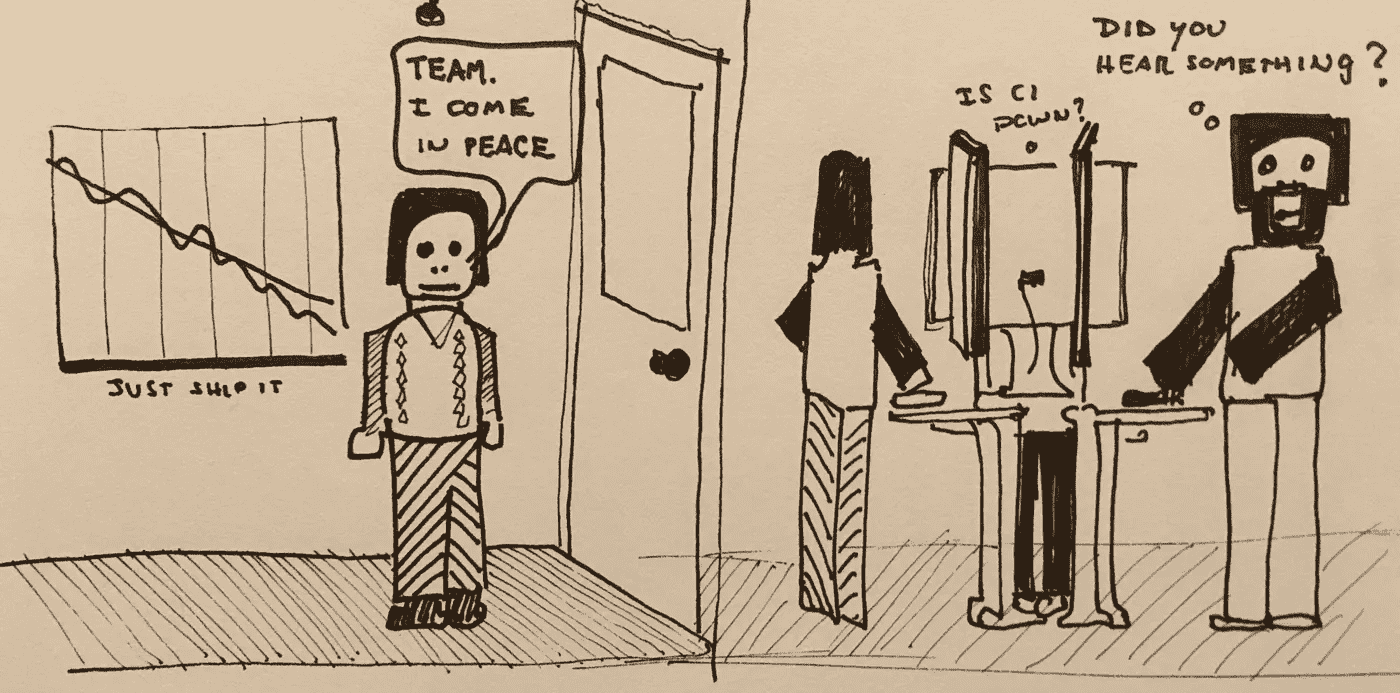 TEAM.
I COME
IN PEACE
JUST SHIP IT
IS CI
DOWN?
DID YOU
HEAR SOMETHING?